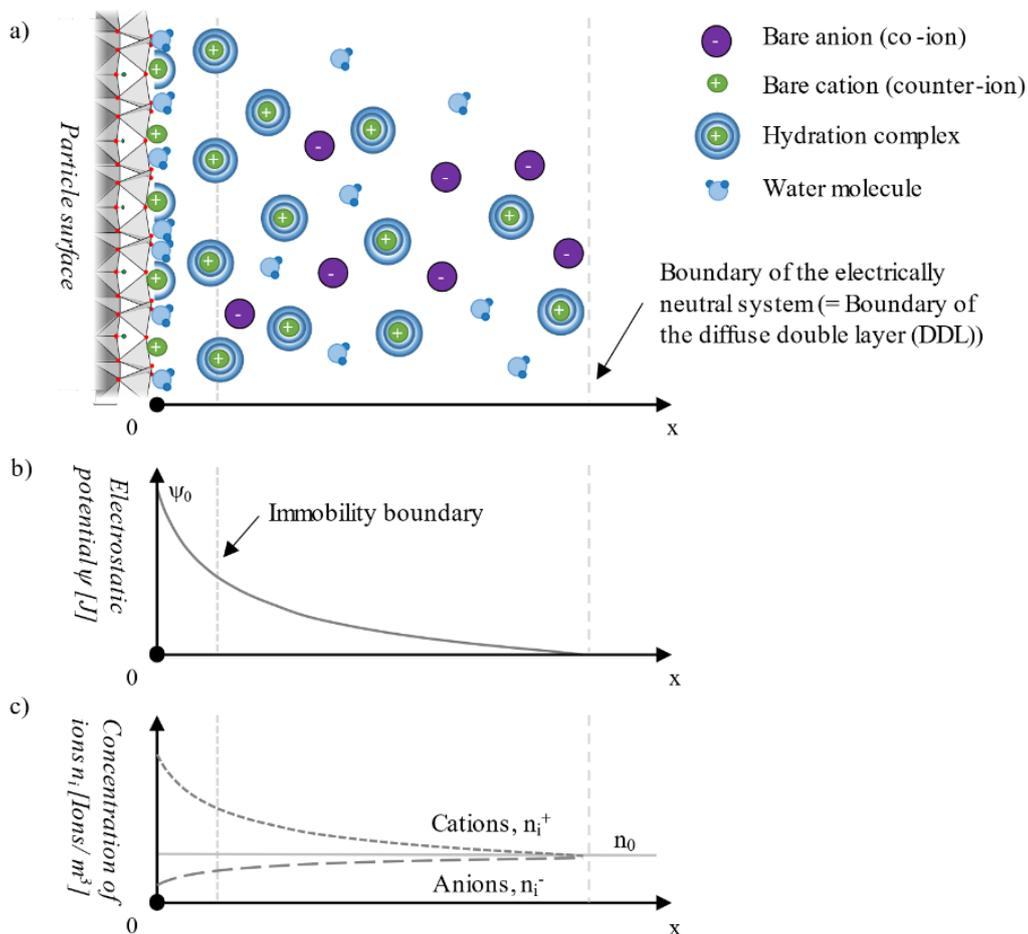 a)
Particle surface
+
-
Bare anion (co -ion)
Bare cation (counter-ion)
Hydration complex
Water molecule
Boundary of the electrically
neutral system (= Boundary of
the diffuse double layer (DDL))
0
x
b)
Electrostatic
potential ψ [J]
ψ₀
Immobility boundary
0
x
c)
Concentration of
ions nᵢ [Ions/ m³]
Cations, nᵢ⁺
n₀
Anions, nᵢ⁻
0
x